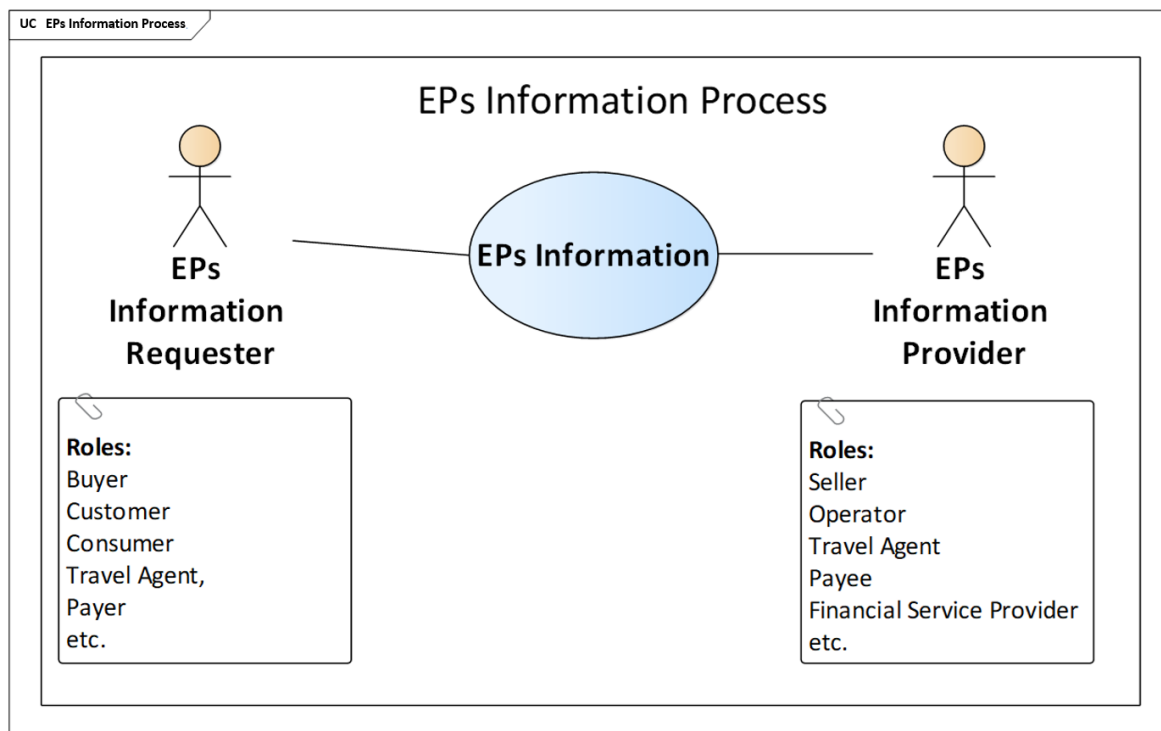 UC EPs Information Process
EPs Information Process
EPs
Information
Requester
EPs Information
EPs
Information
Provider
Roles:
Buyer
Customer
Consumer
Travel Agent,
Payer
etc.
Roles:
Seller
Operator
Travel Agent
Payee
Financial Service Provider
etc.